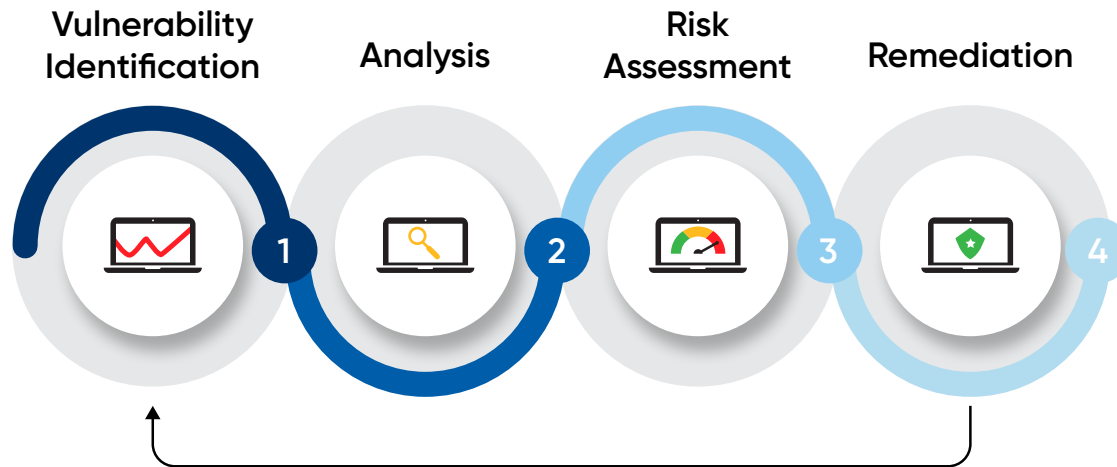 Vulnerability
Identification
Analysis
Risk
Assessment
Remediation
1
2
3
4